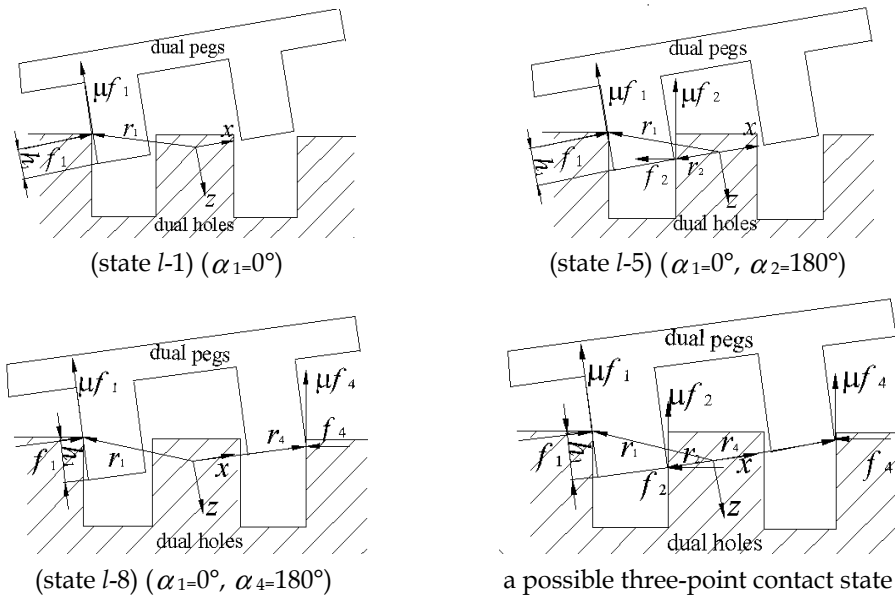 dual pegs
μf₁
r₁
x
h
f₁
z
dual holes
(state l-1) (α₁=0°)
dual pegs
μf₁
μf₂
r₁
x
h
f₁
f₂
r₂
z
dual holes
(state l-5) (α₁=0°, α₂=180°)
dual pegs
μf₁
μf₄
r₄
f₄
f₁
h
r₁
x
z
dual holes
(state l-8) (α₁=0°, α₄=180°)
dual pegs
μf₁
μf₂
μf₄
r₁
r₄
f₁
h
r₂
x
f₂
f₄
z
dual holes
a possible three-point contact state